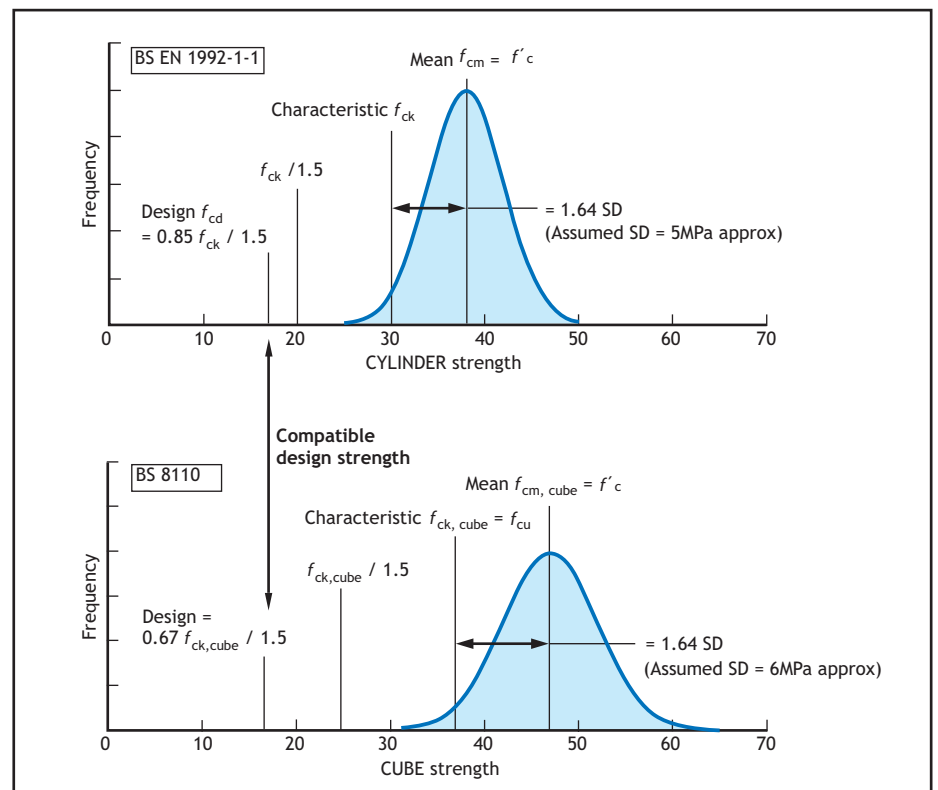 BS EN 1992-1-1
Mean fcm = f´c
Characteristic fck
fck /1.5
Design fcd
= 0.85 fck / 1.5
= 1.64 SD
(Assumed SD = 5MPa approx)
Frequency
0 10 20 30 40 50 60 70
CYLINDER strength
Compatible
design strength
BS 8110
Mean fcm, cube = f´c
Characteristic fck, cube = fcu
fck,cube / 1.5
Design =
0.67 fck,cube / 1.5
= 1.64 SD
(Assumed SD = 6MPa approx)
Frequency
0 10 20 30 40 50 60 70
CUBE strength